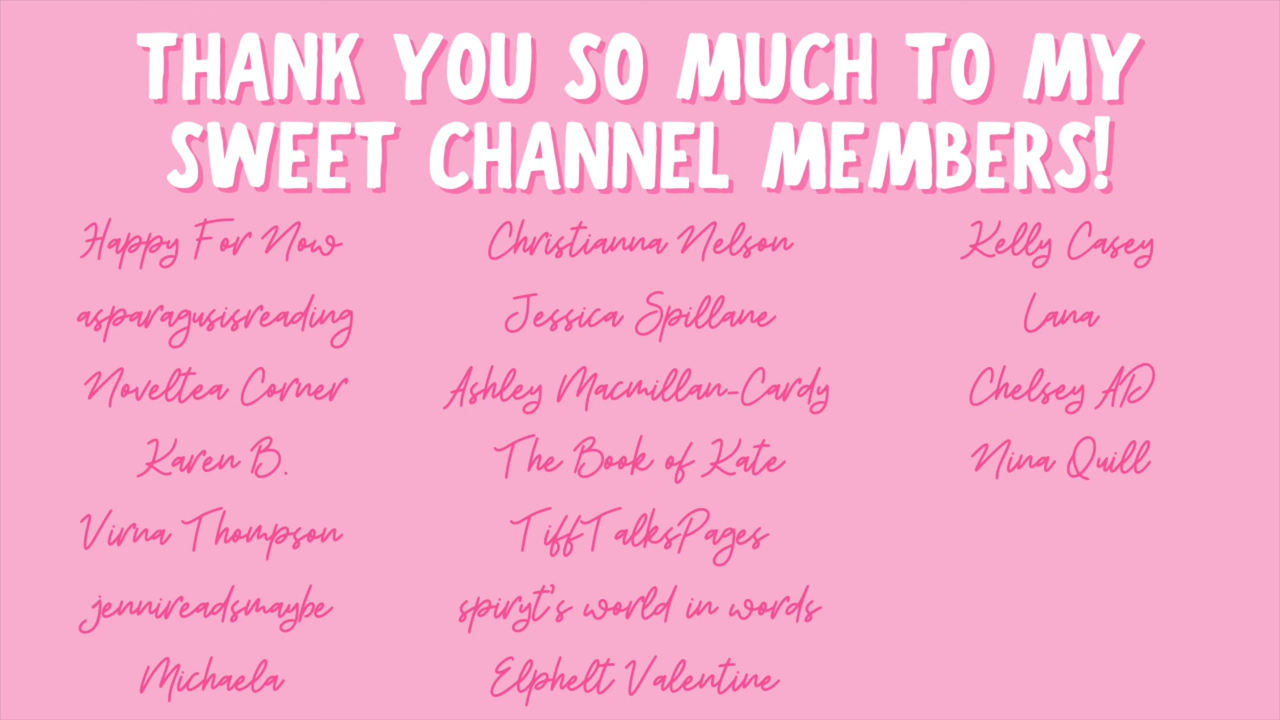 THANK YOU SO MUCH TO MY
SWEET CHANNEL MEMBERS!
Happy For Now
asparagusisreading
Noveltea Corner
Karen B.
Virna Thompson
jennireadsmaybe
Michaela
Christianna Nelson
Jessica Spillane
Ashley Macmillan-Cardy
The Book of Kate
TiffTalksPages
spiryt's world in words
Elphelt Valentine
Kelly Casey
Lana
Chelsey AD
Nina Quill